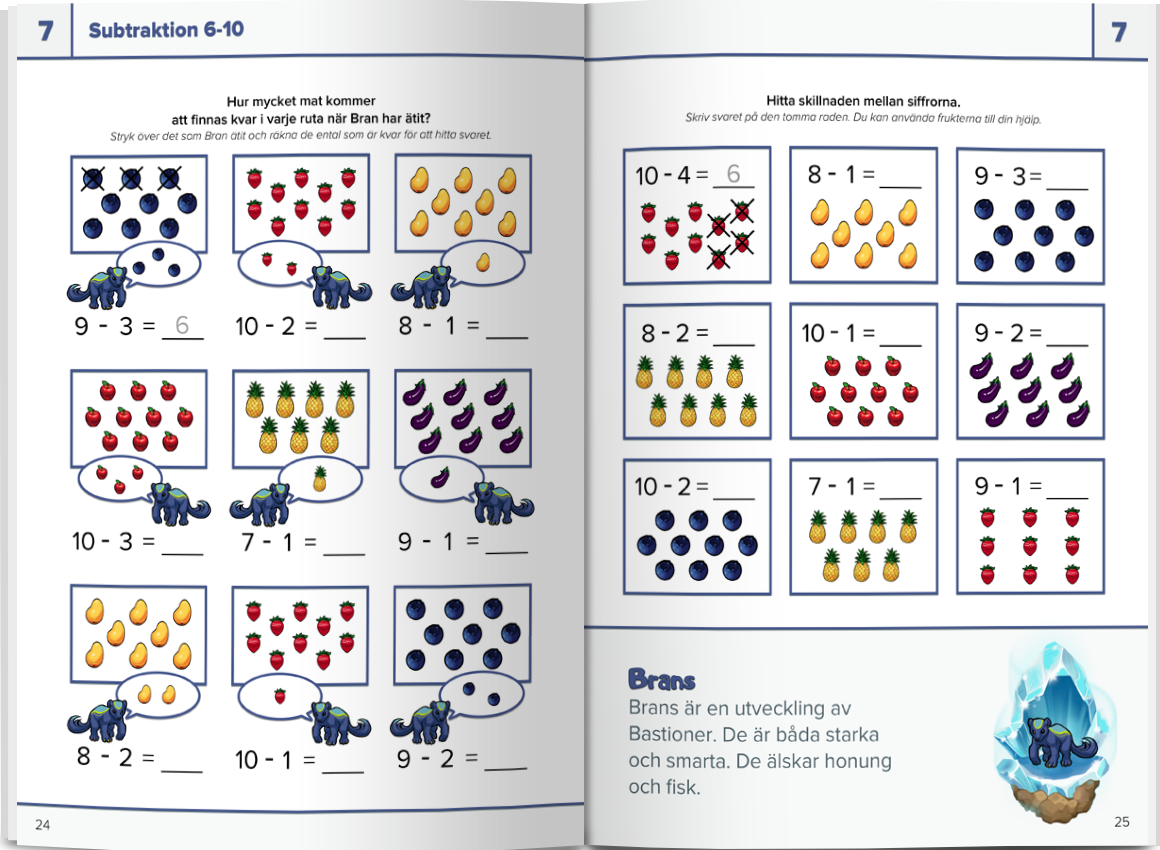 7
Subtraktion 6-10
Hur mycket mat kommer
att finnas kvar i varje ruta när Bran har ätit?
Stryk över det som Bran ätit och räkna de ental som är kvar för att hitta svaret.
9 - 3 = 6
10 - 2 = ___
8 - 1 = ___
10 - 3 = ___
7 - 1 = ___
9 - 1 = ___
8 - 2 = ___
10 - 1 = ___
9 - 2 = ___
24
7
Hitta skillnaden mellan siffrorna.
Skriv svaret på den tomma raden. Du kan använda frukterna till din hjälp.
10 - 4 = 6
8 - 1 = ___
9 - 3 = ___
8 - 2 = ___
10 - 1 = ___
9 - 2 = ___
10 - 2 = ___
7 - 1 = ___
9 - 1 = ___
Brans
Brans är en utveckling av
Bastioner. De är båda starka
och smarta. De älskar honung
och fisk.
25